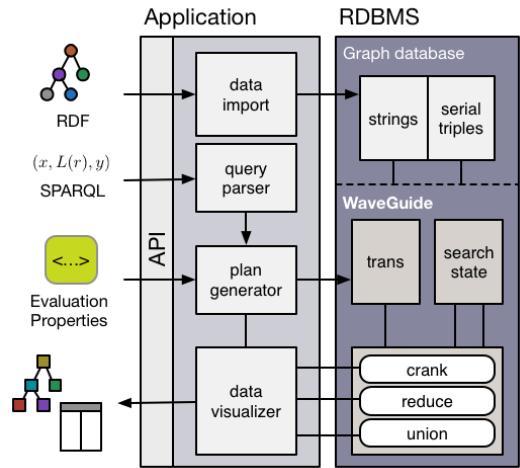 Application
RDBMS
RDF
(x, L(r), y)
SPARQL
<...>
Evaluation
Properties
API
data
import
query
parser
plan
generator
data
visualizer
Graph database
strings
serial
triples
WaveGuide
trans
search
state
crank
reduce
union